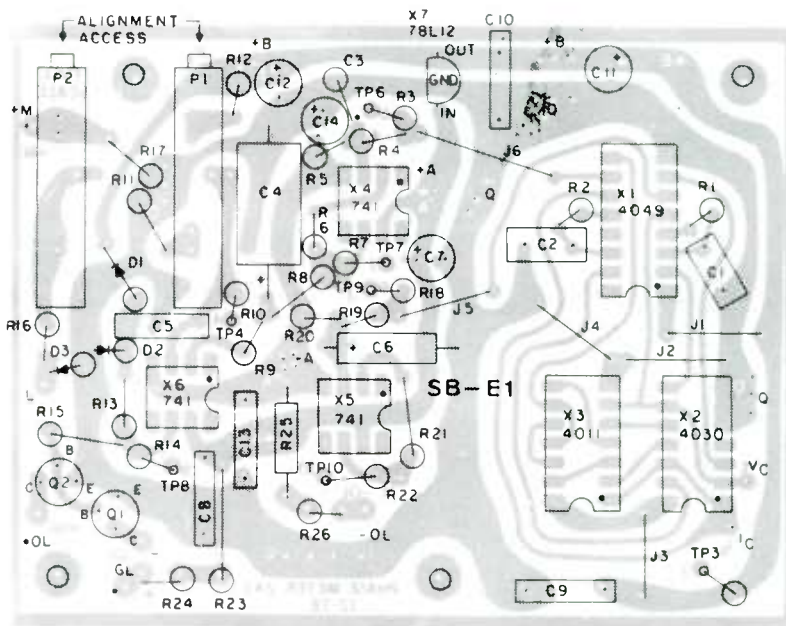 ALIGNMENT
ACCESS
X7
78L12
C10
P2
P1
R12
+B
C12
C3
OUT
GND
IN
+B
C11
+M
TP6
R3
C14
R4
J6
R17
R11
R5
C4
X4
741
+A
Q
R2
X1
4049
R1
R6
R7
TP7
C7
C2
C1
D1
R8
TP9
R18
R16
C5
R10
TP4
R20
R19
J5
J4
J1
D3
D2
R9
A
C6
J2
L
X6
741
SB-E1
R15
R13
C13
R25
X5
741
R21
X3
4011
X2
4030
Q
R14
TP8
B
C
Q2
E
TP10
R22
VC
E
B
Q1
C
C8
R26
-OL
IC
+OL
GL
J3
TP3
R24
R23
C9